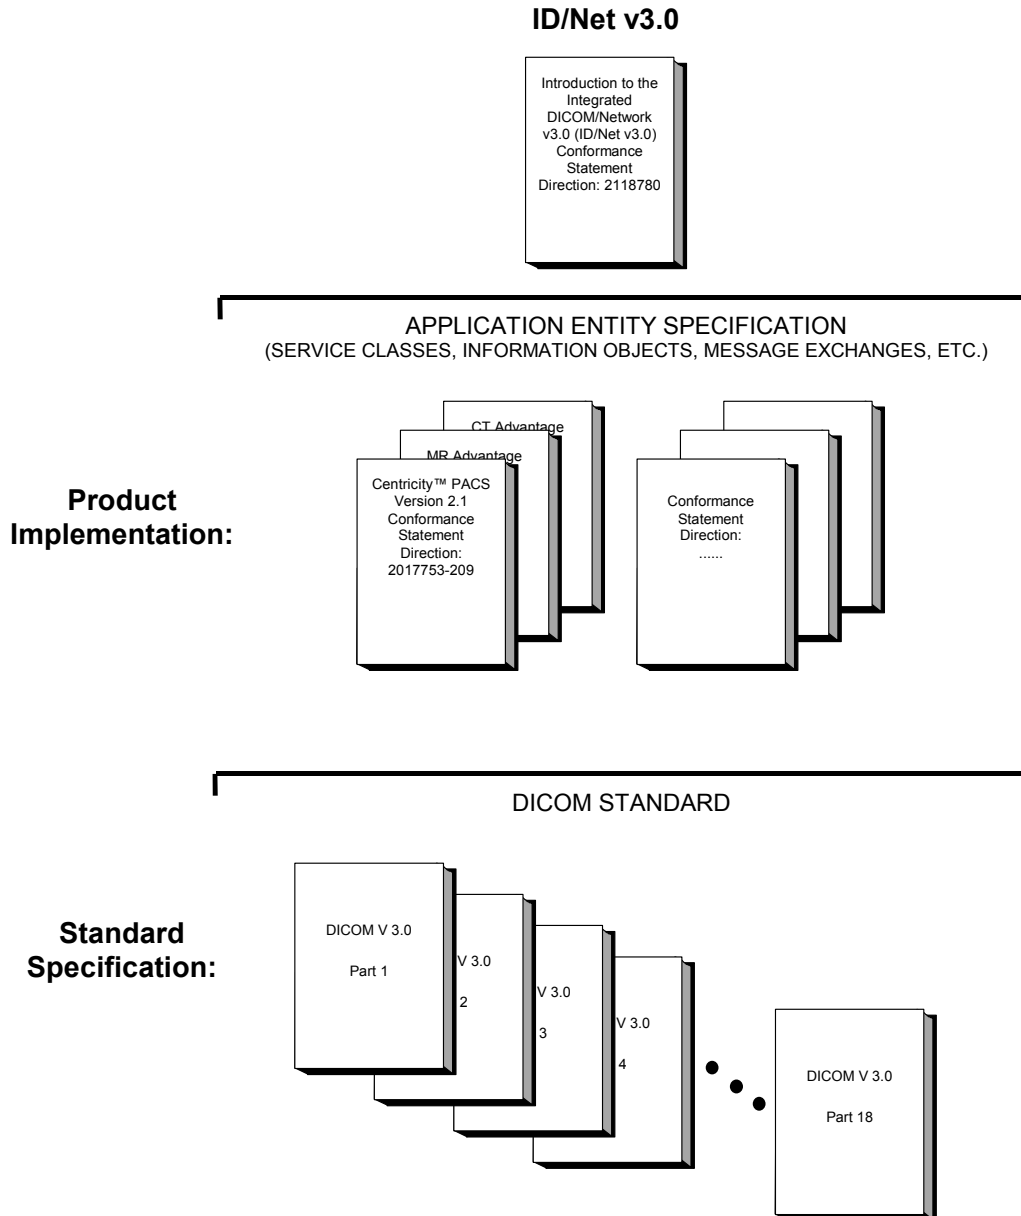 ID/Net v3.0
Introduction to the
Integrated
DICOM/Network
v3.0 (ID/Net v3.0)
Conformance
Statement
Direction: 2118780
APPLICATION ENTITY SPECIFICATION
(SERVICE CLASSES, INFORMATION OBJECTS, MESSAGE EXCHANGES, ETC.)
Product
Implementation:
CT Advantage
MR Advantage
Centricity™ PACS
Version 2.1
Conformance
Statement
Direction:
2017753-209
Conformance
Statement
Direction:
......
DICOM STANDARD
Standard
Specification:
DICOM V 3.0
Part 1
V 3.0
2
V 3.0
3
V 3.0
4
DICOM V 3.0
Part 18